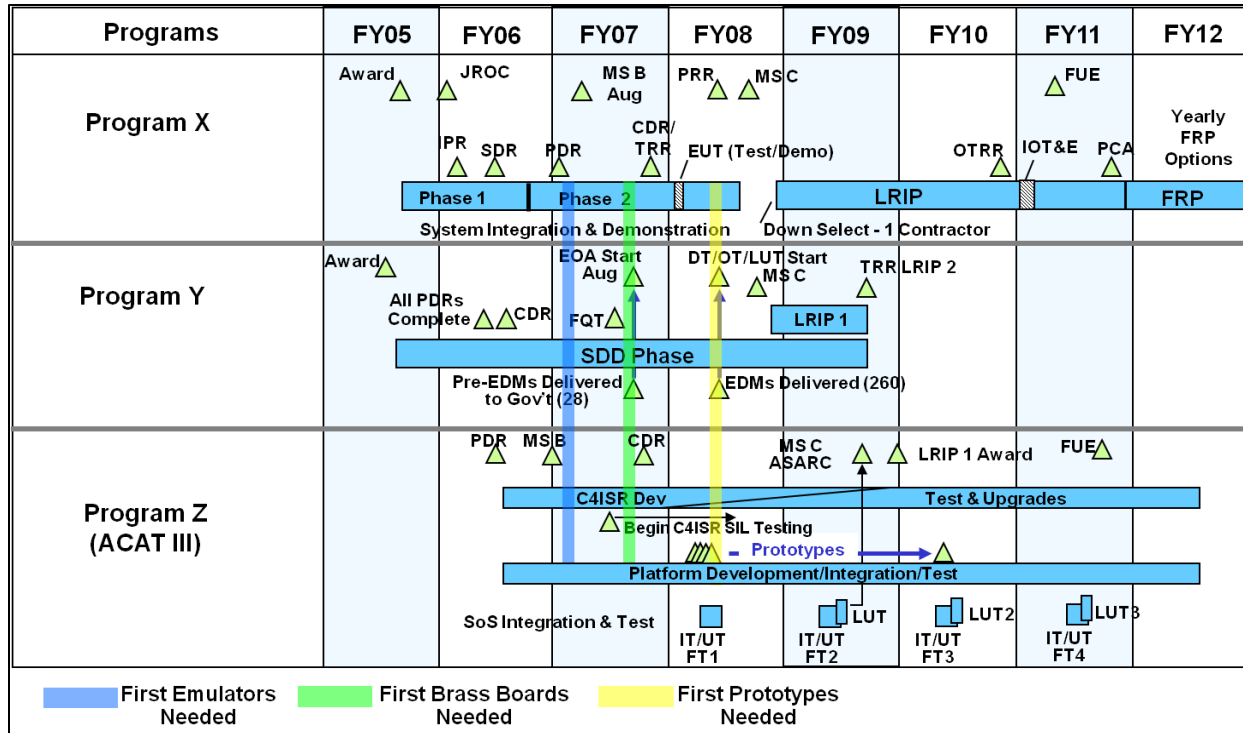 Programs
FY05
FY06
FY07
FY08
FY09
FY10
FY11
FY12
Program X
Award
JROC
MS B
Aug
PRR
MS C
FUE
IPR
SDR
PDR
CDR/
TRR
EUT (Test/Demo)
OTRR
IOT&E
PCA
Yearly
FRP
Options
Phase 1
Phase 2
LRIP
FRP
System Integration & Demonstration
Down Select - 1 Contractor
Program Y
Award
EOA Start
Aug
DT/OT/LUT Start
MS C
TRR LRIP 2
All PDRs
Complete
CDR
FQT
LRIP 1
SDD Phase
Pre-EDMs Delivered
to Gov't (28)
EDMs Delivered (260)
Program Z
(ACAT III)
PDR
MS B
CDR
MS C
ASARC
LRIP 1 Award
FUE
C4ISR Dev
Test & Upgrades
Begin C4ISR SIL Testing
Prototypes
Platform Development/Integration/Test
SoS Integration & Test
IT/UT
FT1
IT/UT
FT2
LUT
IT/UT
FT3
LUT2
IT/UT
FT4
LUT3
First Emulators
Needed
First Brass Boards
Needed
First Prototypes
Needed